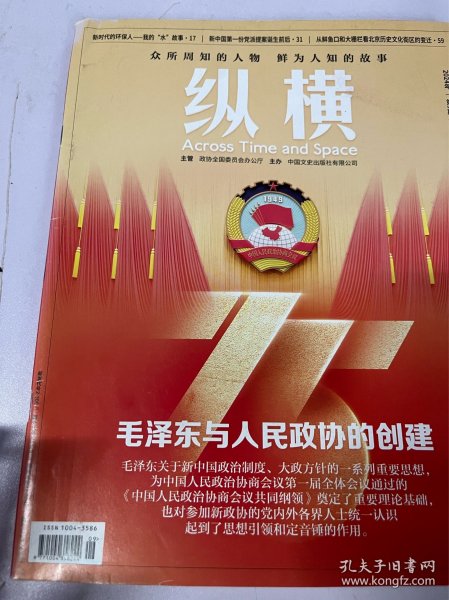 新时代的环保人——我的“水”故事·17 | 新中国第一份党派提案诞生前后·31 | 从鲜鱼口和大栅栏看北京历史文化街区的变迁·59
众所周知的人物 鲜为人知的故事
纵横
Across Time and Space
主管 政协全国委员会办公厅 主办 中国文史出版社有限公司
1949
中国人民政治协商会议
75
毛泽东与人民政协的创建
毛泽东关于新中国政治制度、大政方针的一系列重要思想，
为中国人民政治协商会议第一届全体会议通过的
《中国人民政治协商会议共同纲领》奠定了重要理论基础，
也对参加新政协的党内外各界人士统一认识
起到了思想引领和定音锤的作用。
ISSN 1004-3586
09
孔夫子旧书网
kongfz.com